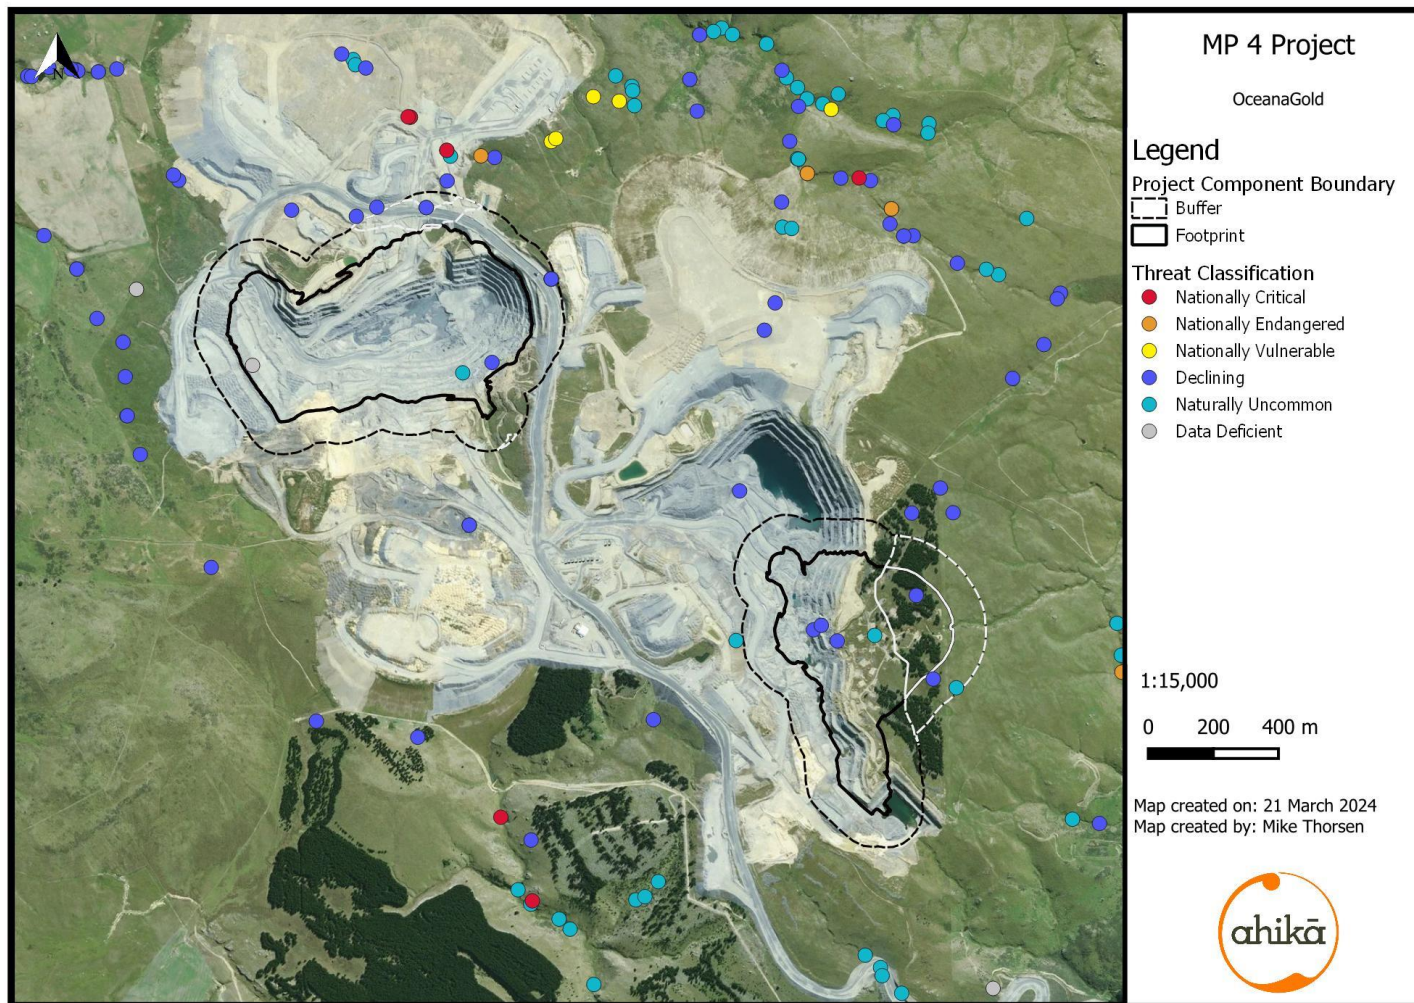 N
MP 4 Project
OceanaGold
Legend
Project Component Boundary
Buffer
Footprint
Threat Classification
Nationally Critical
Nationally Endangered
Nationally Vulnerable
Declining
Naturally Uncommon
Data Deficient
1:15,000
0 200 400 m
Map created on: 21 March 2024
Map created by: Mike Thorsen
ahikā